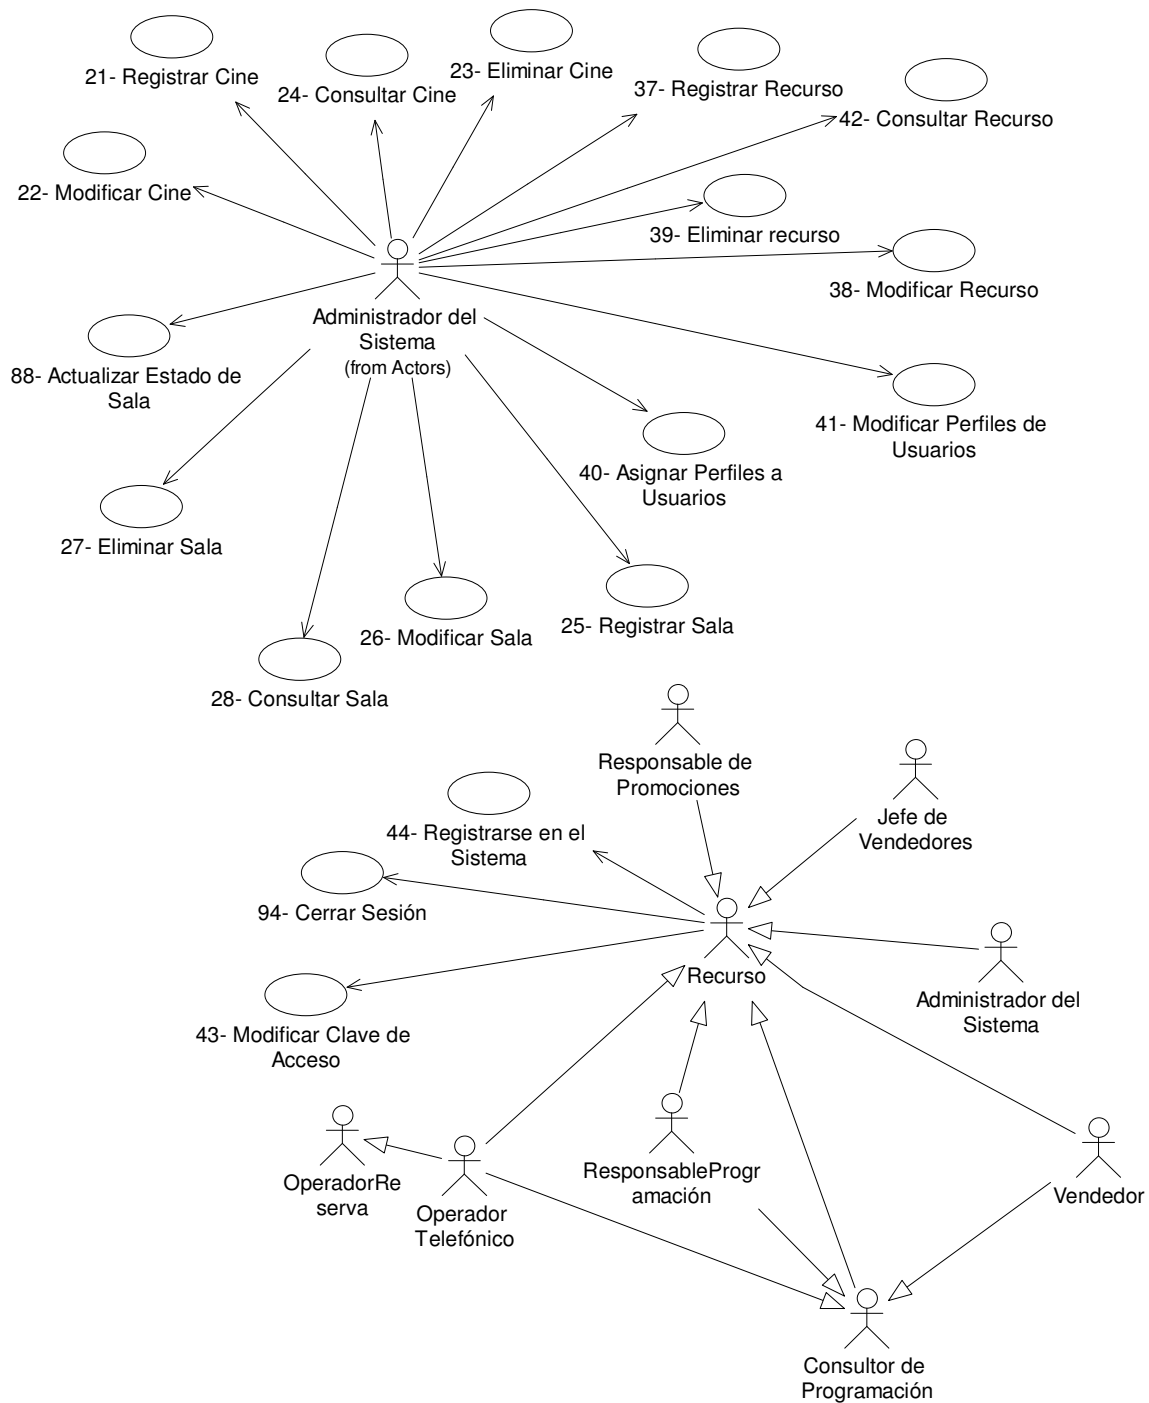 23- Eliminar Cine
21- Registrar Cine
24- Consultar Cine
37- Registrar Recurso
42- Consultar Recurso
22- Modificar Cine
39- Eliminar recurso
38- Modificar Recurso
Administrador del
Sistema
(from Actors)
88- Actualizar Estado de
Sala
41- Modificar Perfiles de
Usuarios
40- Asignar Perfiles a
Usuarios
27- Eliminar Sala
26- Modificar Sala
25- Registrar Sala
28- Consultar Sala
Responsable de
Promociones
Jefe de
Vendedores
44- Registrarse en el
Sistema
94- Cerrar Sesión
Recurso
Administrador del
Sistema
43- Modificar Clave de
Acceso
OperadorRe
serva
Operador
Telefónico
ResponsableProgr
amación
Vendedor
Consultor de
Programación